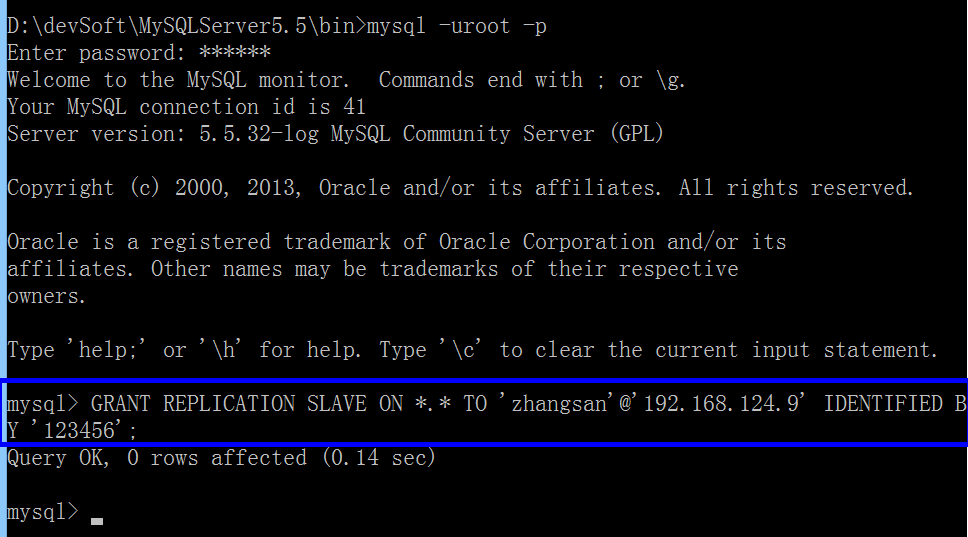 D:\devSoft\MySQLServer5.5\bin>mysql -uroot -p
Enter password: ******
Welcome to the MySQL monitor.  Commands end with ; or \g.
Your MySQL connection id is 41
Server version: 5.5.32-log MySQL Community Server (GPL)
Copyright (c) 2000, 2013, Oracle and/or its affiliates. All rights reserved.
Oracle is a registered trademark of Oracle Corporation and/or its
affiliates. Other names may be trademarks of their respective
owners.
Type 'help;' or '\h' for help. Type '\c' to clear the current input statement.
mysql> GRANT REPLICATION SLAVE ON *.* TO 'zhangsan'@'192.168.124.9' IDENTIFIED B
Y '123456';
Query OK, 0 rows affected (0.14 sec)
mysql>